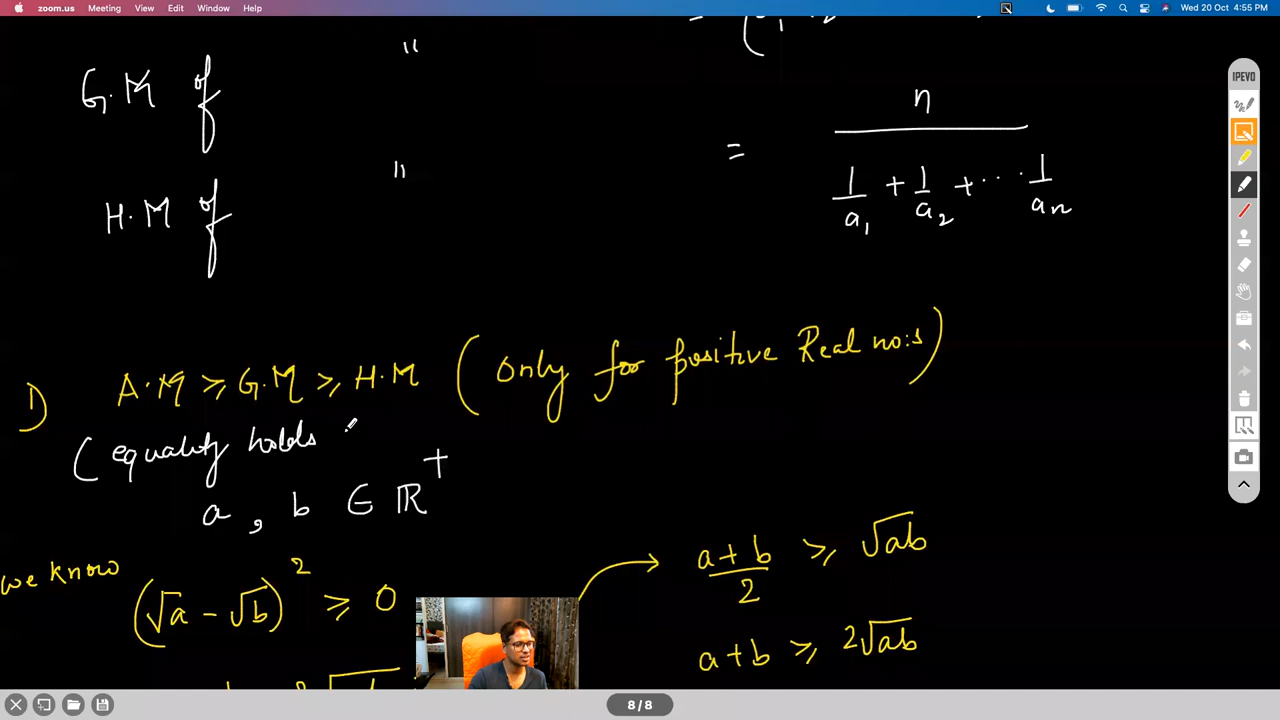 zoom.us Meeting View Edit Window Help Wed 20 Oct 4:55 PM
IPEVO
G.M of "
= n / (1/a₁ + 1/a₂ + ... 1/aₙ)
H.M of "
1) A.M ≥ G.M ≥ H.M (Only for positive Real no:s)
(equality holds
a, b ∈ ℝ⁺
we know (√a - √b)² ≥ 0
(a+b)/2 ≥ √ab
a+b ≥ 2√ab
8/8